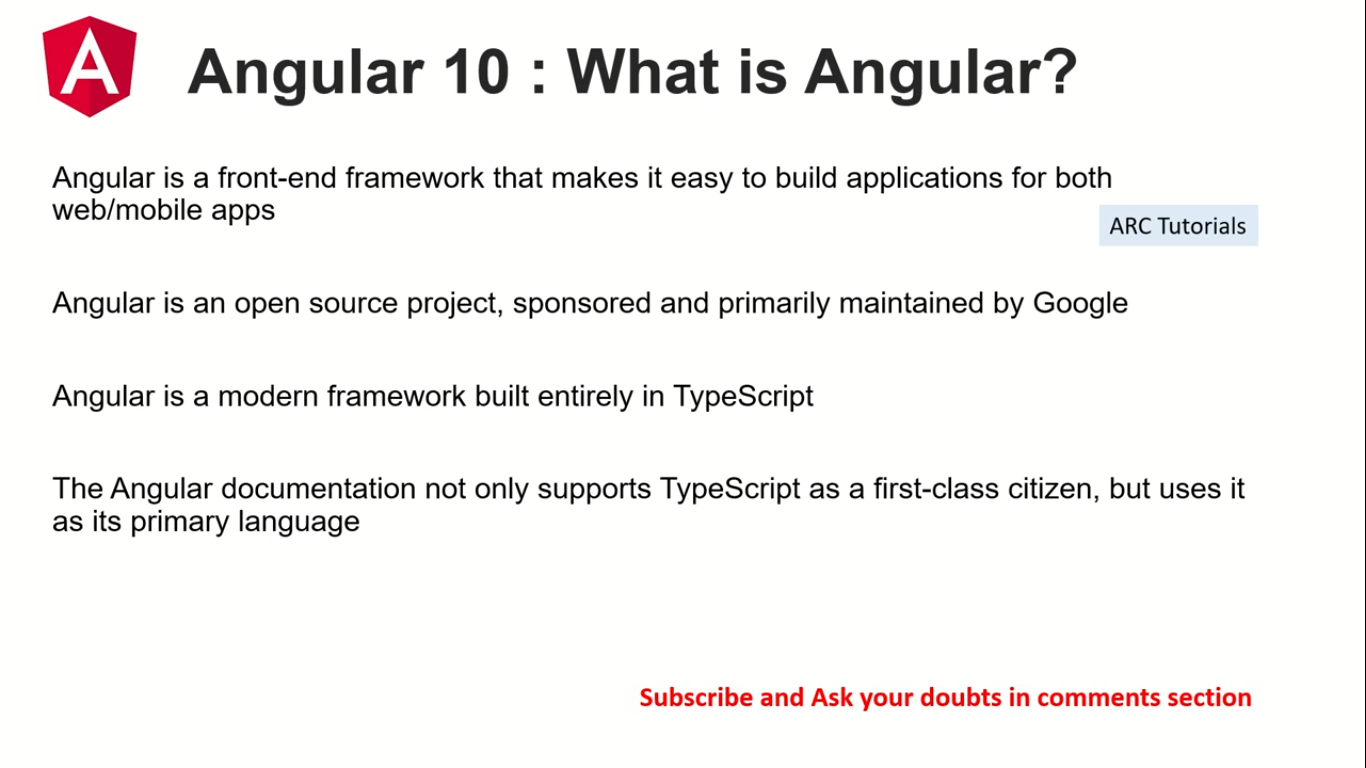 Angular 10 : What is Angular?
Angular is a front-end framework that makes it easy to build applications for both
web/mobile apps
ARC Tutorials
Angular is an open source project, sponsored and primarily maintained by Google
Angular is a modern framework built entirely in TypeScript
The Angular documentation not only supports TypeScript as a first-class citizen, but uses it
as its primary language
Subscribe and Ask your doubts in comments section